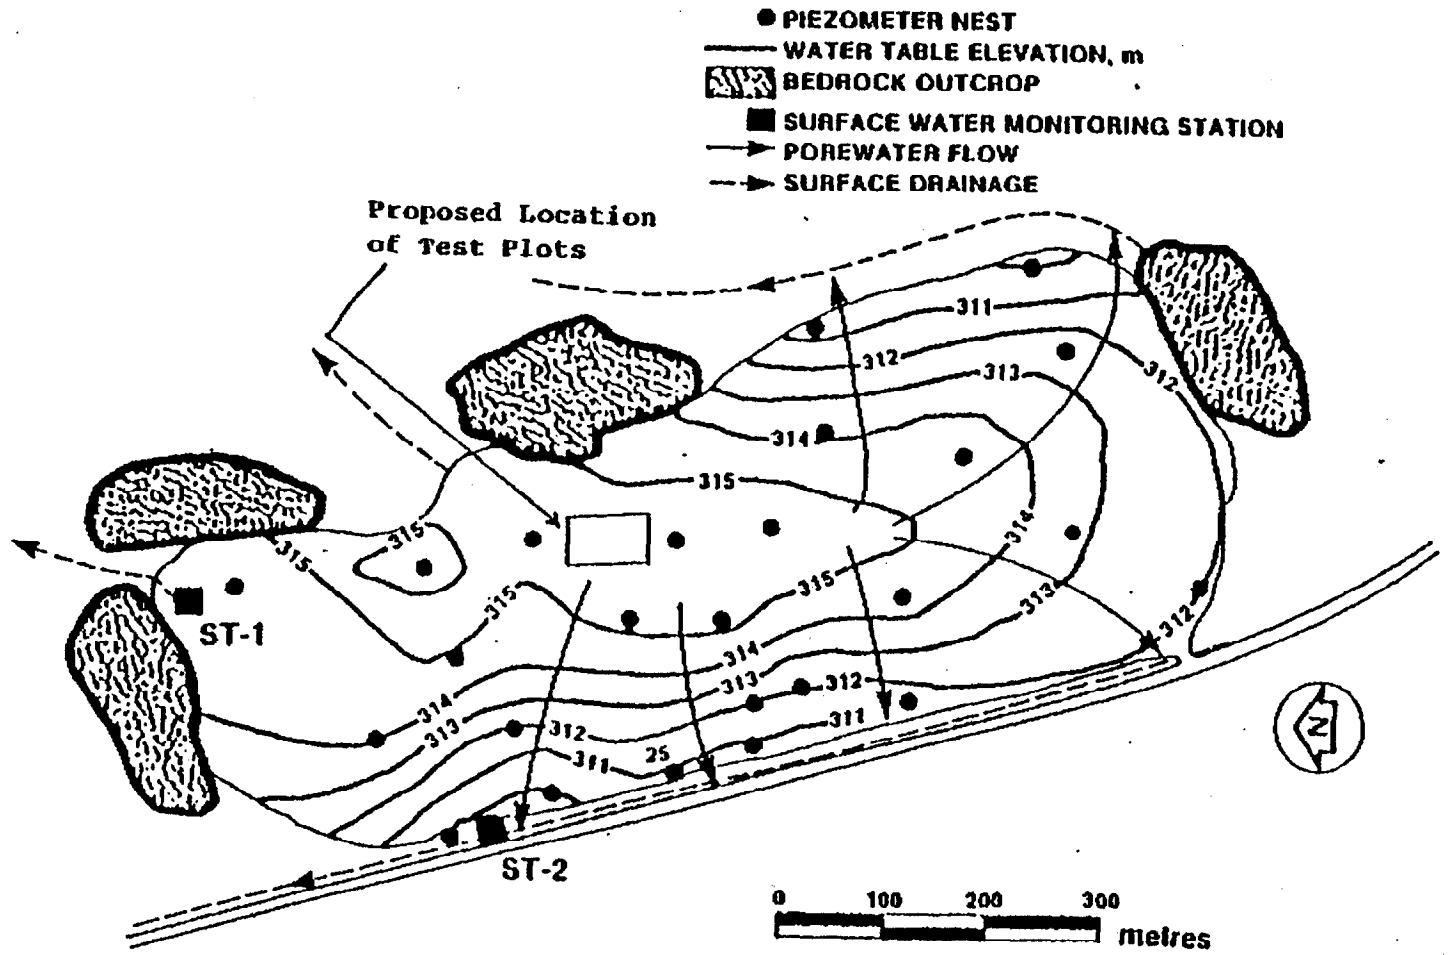 PIEZOMETER NEST
WATER TABLE ELEVATION, m
BEDROCK OUTCROP
SURFACE WATER MONITORING STATION
POREWATER FLOW
SURFACE DRAINAGE
Proposed Location
of Test Plots
311
312
313
312
314
315
315
315
314
315
315
313
ST-1
312
314
313
312
314
311
313
312
25
311
N
ST-2
0 100 200 300
metres